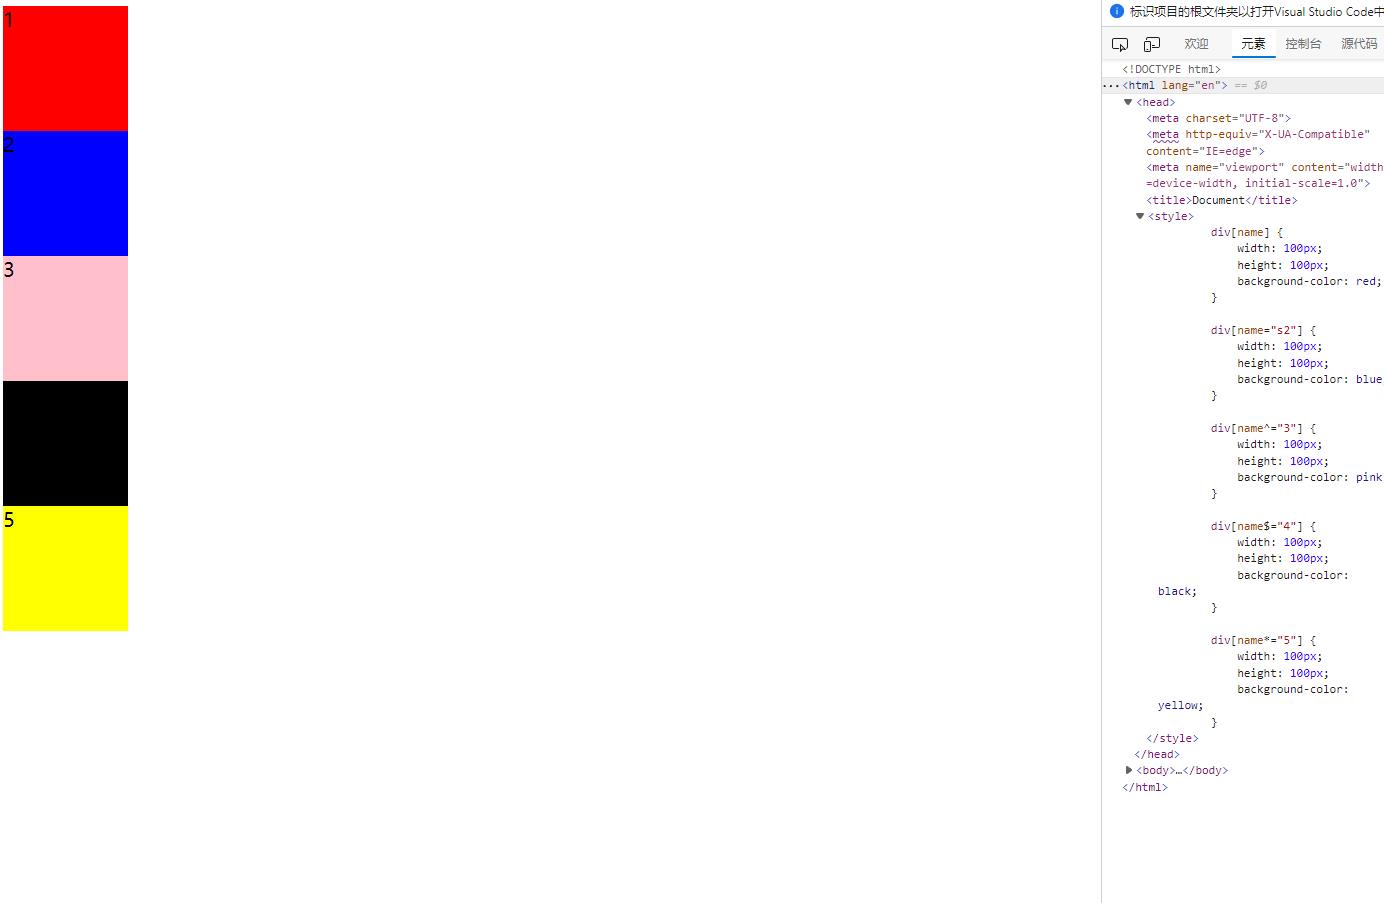 1
2
3
5
标识项目的根文件夹以打开Visual Studio Code中
欢迎 元素 控制台 源代码
<!DOCTYPE html>
···<html lang="en"> == $0
<head>
<meta charset="UTF-8">
<meta http-equiv="X-UA-Compatible"
content="IE=edge">
<meta name="viewport" content="width
=device-width, initial-scale=1.0">
<title>Document</title>
<style>
div[name] {
width: 100px;
height: 100px;
background-color: red;
}
div[name="s2"] {
width: 100px;
height: 100px;
background-color: blue
}
div[name^="3"] {
width: 100px;
height: 100px;
background-color: pink
}
div[name$="4"] {
width: 100px;
height: 100px;
background-color:
black;
}
div[name*="5"] {
width: 100px;
height: 100px;
background-color:
yellow;
}
</style>
</head>
<body>…</body>
</html>